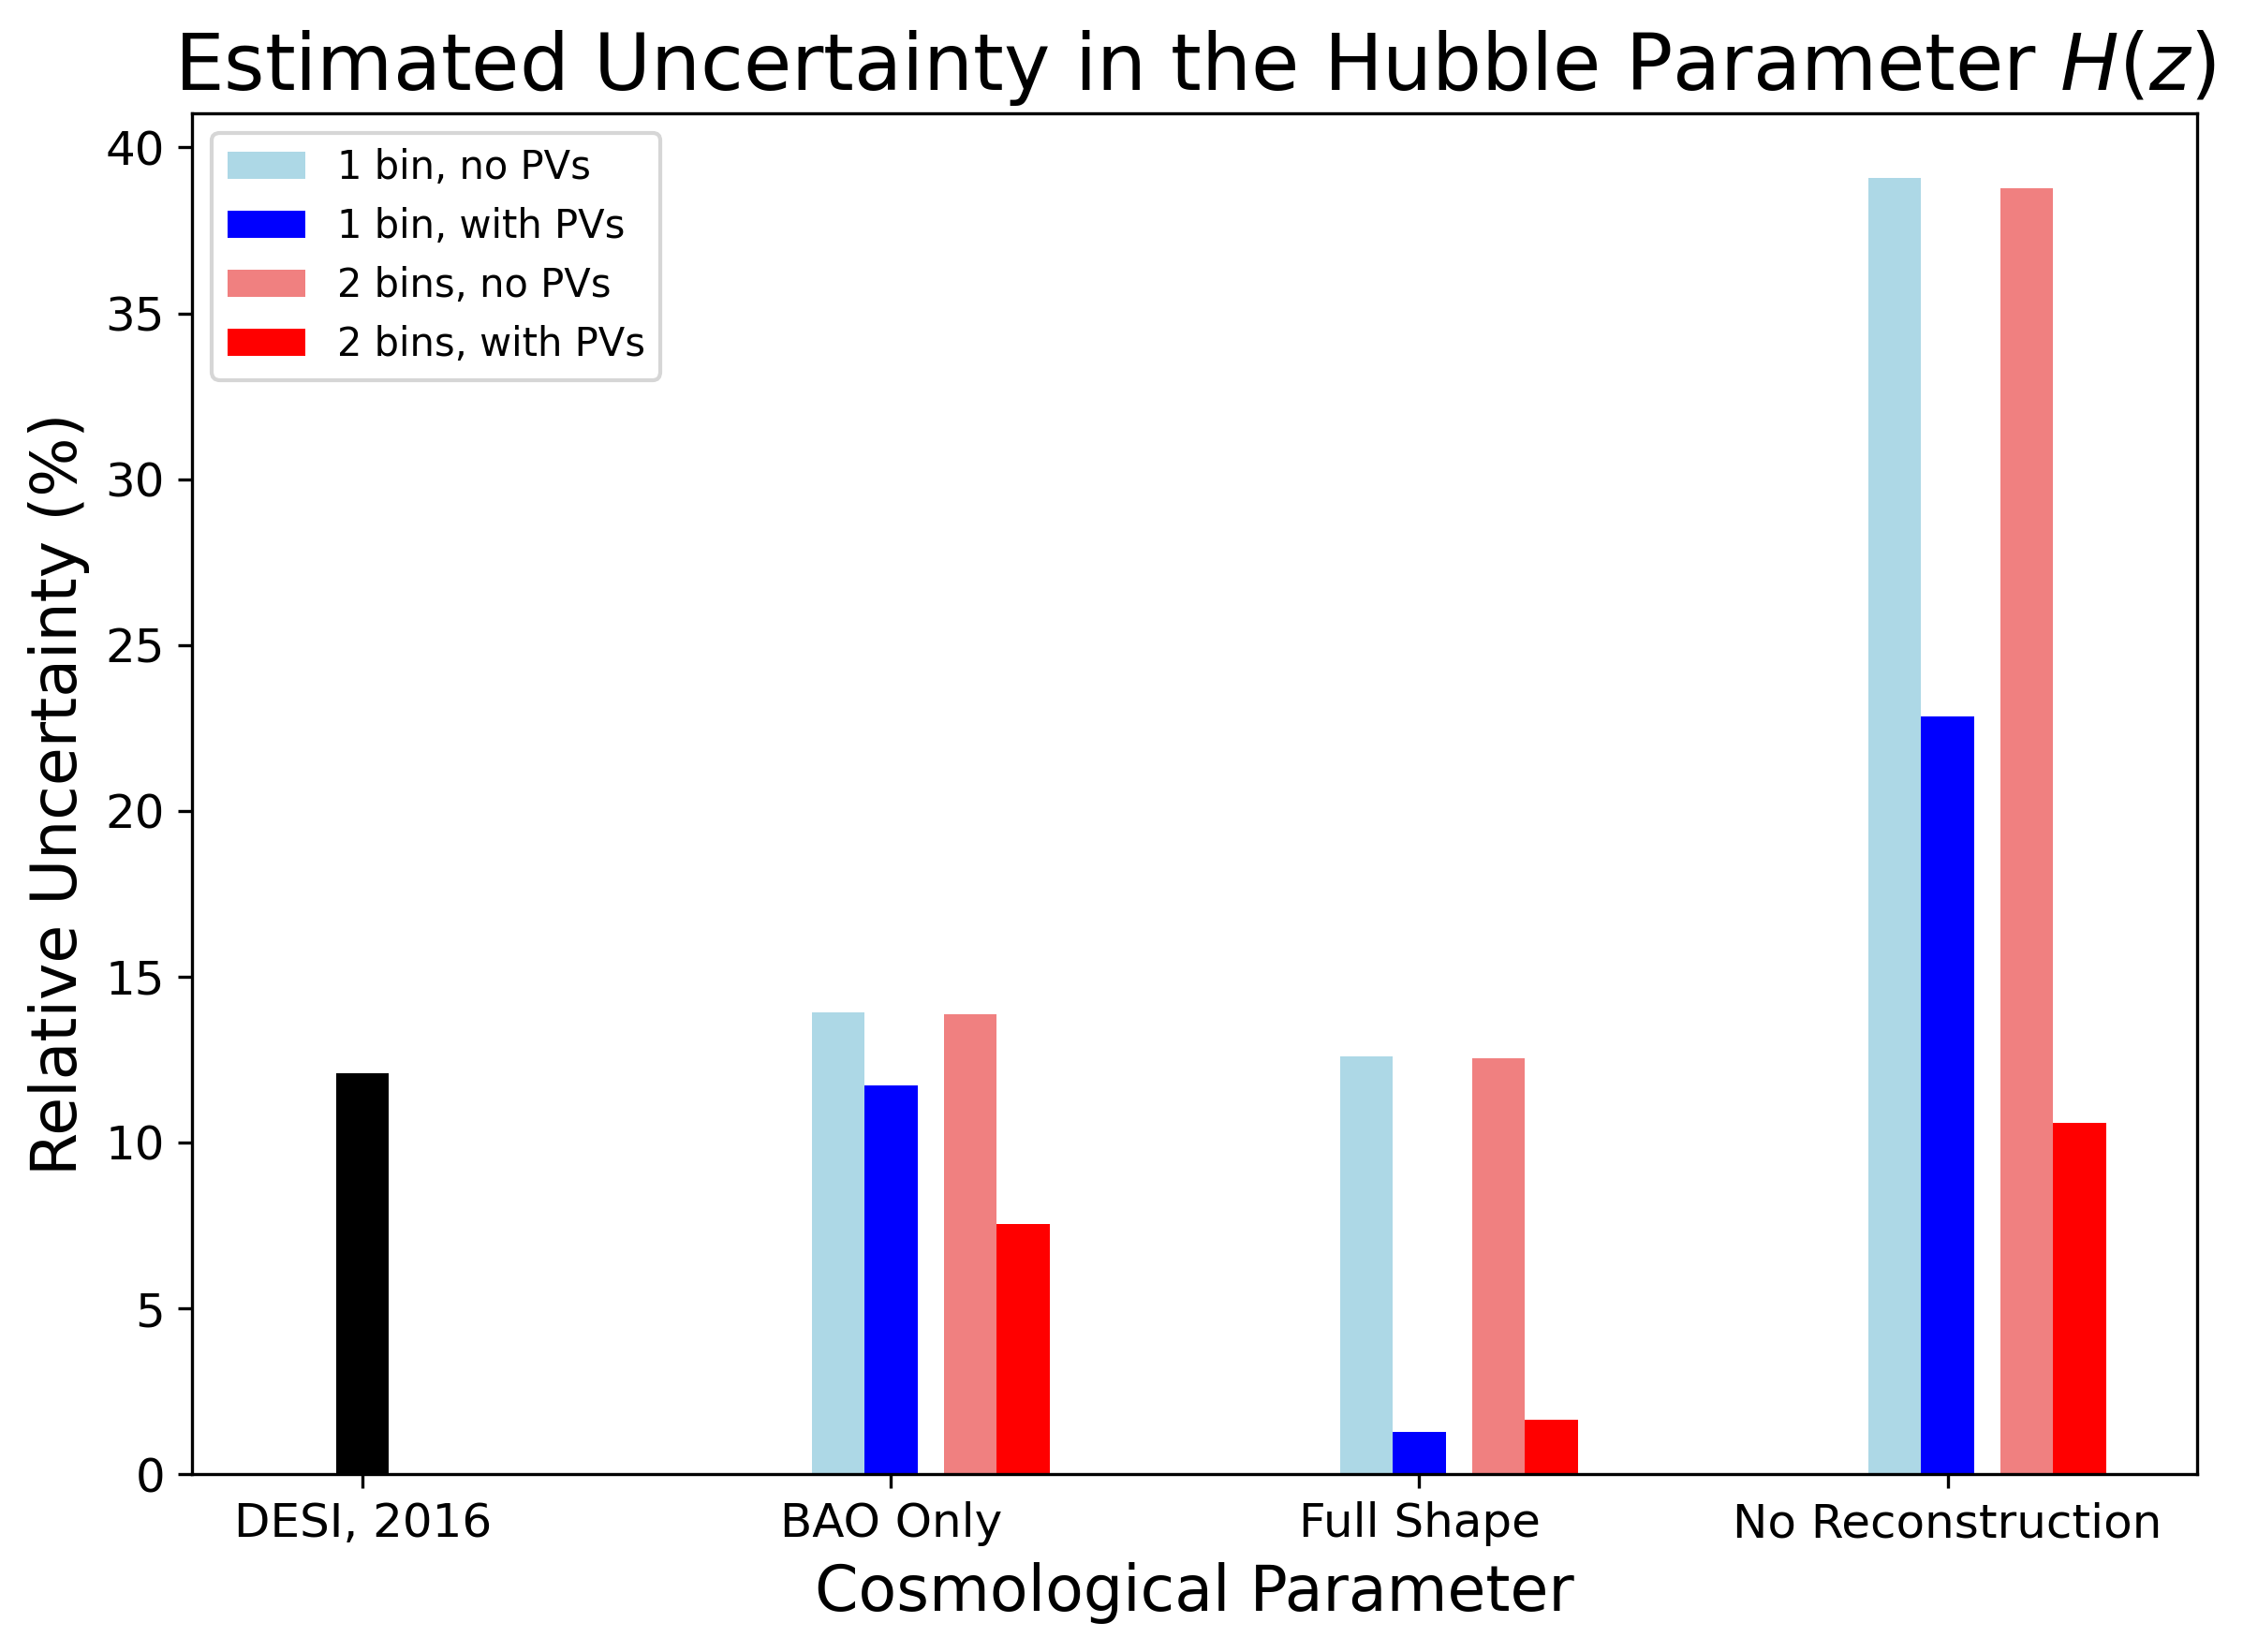 Estimated Uncertainty in the Hubble Parameter H(z)
1 bin, no PVs
1 bin, with PVs
2 bins, no PVs
2 bins, with PVs
Relative Uncertainty (%)
40
35
30
25
20
15
10
5
0
DESI, 2016
BAO Only
Full Shape
No Reconstruction
Cosmological Parameter